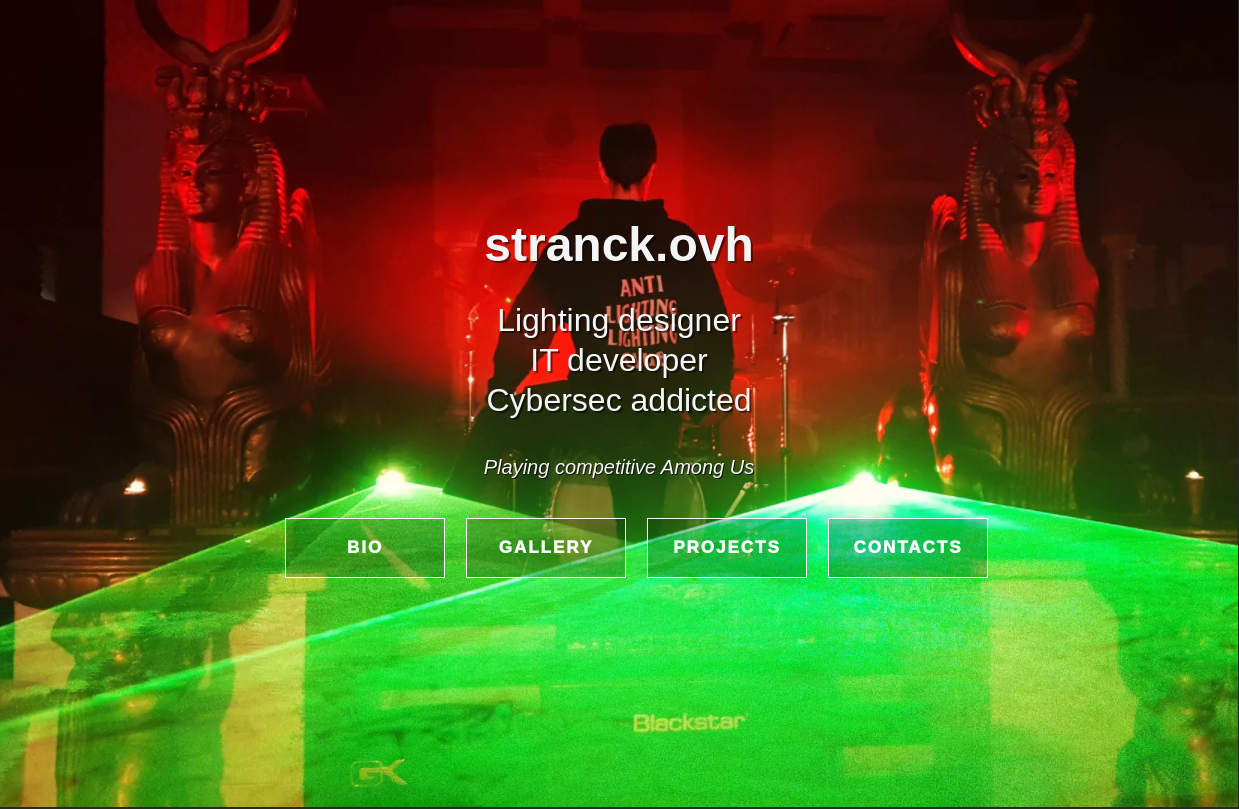 stranck.ovh
ANTI
LIGHTING
Lighting designer
LIGHTING
IT developer
Cybersec addicted
Playing competitive Among Us
BIO
GALLERY
PROJECTS
CONTACTS
Blackstar
GK